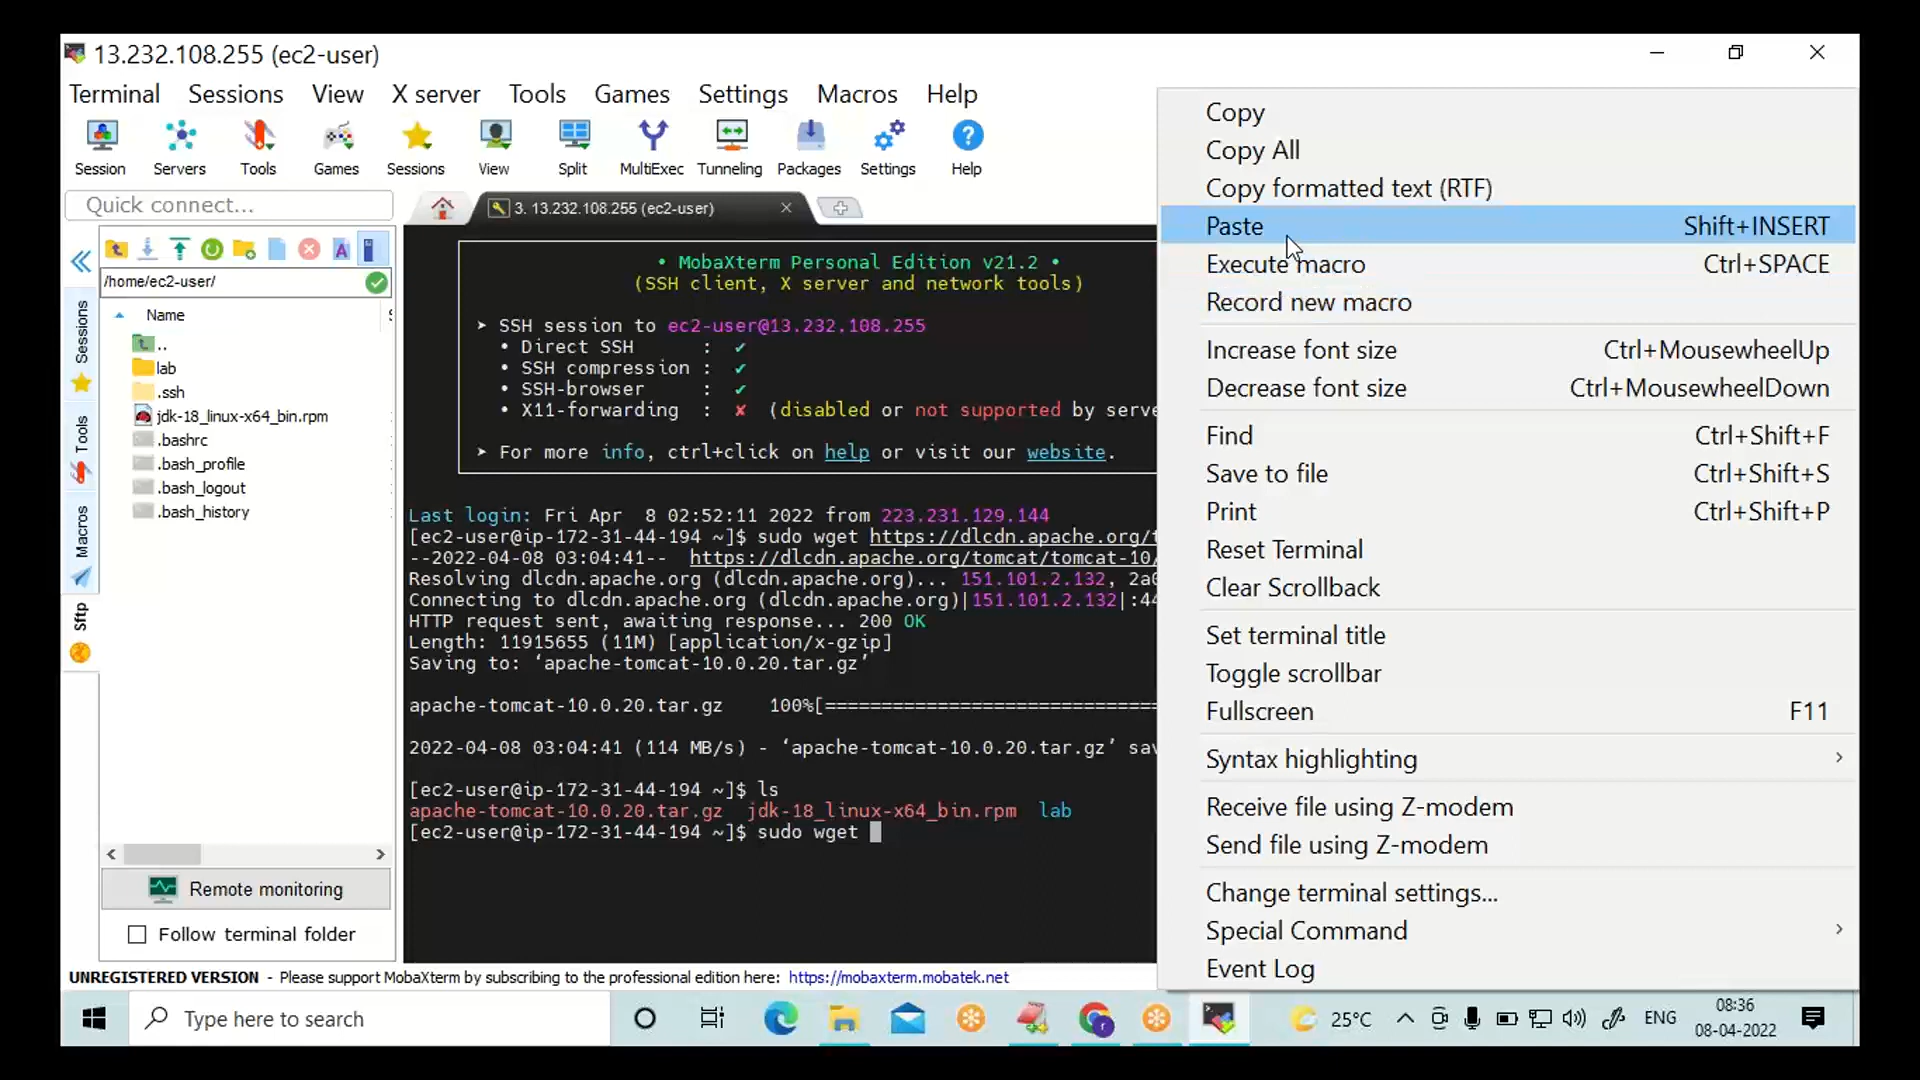 13.232.108.255 (ec2-user)
Terminal Sessions View X server Tools Games Settings Macros Help
Session Servers Tools Games Sessions View Split MultiExec Tunneling Packages Settings Help
Quick connect...
3. 13.232.108.255 (ec2-user)
/home/ec2-user/
Name
..
lab
.ssh
jdk-18_linux-x64_bin.rpm
.bashrc
.bash_profile
.bash_logout
.bash_history
Sessions
Tools
Macros
Sftp
Remote monitoring
Follow terminal folder
• MobaXterm Personal Edition v21.2 •
(SSH client, X server and network tools)
➤ SSH session to ec2-user@13.232.108.255
• Direct SSH : ✔
• SSH compression : ✔
• SSH-browser : ✔
• X11-forwarding : ✘ (disabled or not supported by serve
➤ For more info, ctrl+click on help or visit our website.
Last login: Fri Apr 8 02:52:11 2022 from 223.231.129.144
[ec2-user@ip-172-31-44-194 ~]$ sudo wget https://dlcdn.apache.org/t
--2022-04-08 03:04:41-- https://dlcdn.apache.org/tomcat/tomcat-10/
Resolving dlcdn.apache.org (dlcdn.apache.org)... 151.101.2.132, 2a0
Connecting to dlcdn.apache.org (dlcdn.apache.org)|151.101.2.132|:44
HTTP request sent, awaiting response... 200 OK
Length: 11915655 (11M) [application/x-gzip]
Saving to: ‘apache-tomcat-10.0.20.tar.gz’
apache-tomcat-10.0.20.tar.gz 100%[===============================
2022-04-08 03:04:41 (114 MB/s) - ‘apache-tomcat-10.0.20.tar.gz’ sav
[ec2-user@ip-172-31-44-194 ~]$ ls
apache-tomcat-10.0.20.tar.gz jdk-18_linux-x64_bin.rpm lab
[ec2-user@ip-172-31-44-194 ~]$ sudo wget
Copy
Copy All
Copy formatted text (RTF)
Paste Shift+INSERT
Execute macro Ctrl+SPACE
Record new macro
Increase font size Ctrl+MousewheelUp
Decrease font size Ctrl+MousewheelDown
Find Ctrl+Shift+F
Save to file Ctrl+Shift+S
Print Ctrl+Shift+P
Reset Terminal
Clear Scrollback
Set terminal title
Toggle scrollbar
Fullscreen F11
Syntax highlighting
Receive file using Z-modem
Send file using Z-modem
Change terminal settings...
Special Command
Event Log
UNREGISTERED VERSION - Please support MobaXterm by subscribing to the professional edition here: https://mobaxterm.mobatek.net
Type here to search
25°C
ENG
08:36
08-04-2022